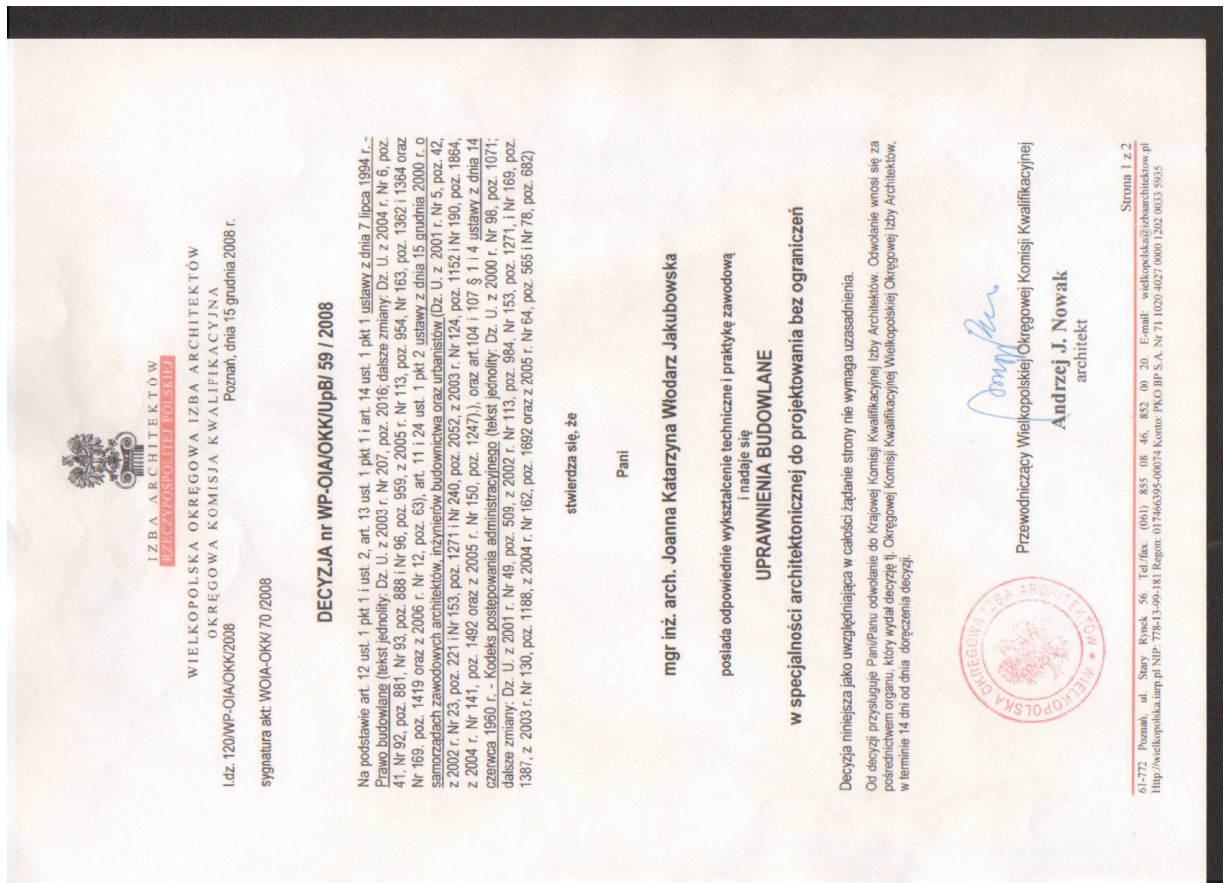 IZBA ARCHITEKTÓW
RZECZYPOSPOLITEJ POLSKIEJ
WIELKOPOLSKA OKRĘGOWA IZBA ARCHITEKTÓW
OKRĘGOWA KOMISJA KWALIFIKACYJNA
l.dz. 120/WP-OIA/OKK/2008 Poznań, dnia 15 grudnia 2008 r.
sygnatura akt: WOIA-OKK/ 70 /2008
DECYZJA nr WP-OIA/OKK/UpB/ 59 / 2008
Na podstawie art. 12 ust. 1 pkt 1 i ust. 2, art. 13 ust. 1 pkt 1 i art. 14 ust. 1 pkt 1 ustawy z dnia 7 lipca 1994 r. -
Prawo budowlane (tekst jednolity: Dz. U. z 2003 r. Nr 207, poz. 2016; dalsze zmiany: Dz. U. z 2004 r. Nr 6, poz.
41, Nr 92, poz. 881, Nr 93, poz. 888 i Nr 96, poz. 959, z 2005 r. Nr 113, poz. 954, Nr 163, poz. 1362 i 1364 oraz
Nr 169. poz. 1419 oraz z 2006 r. Nr 12, poz. 63), art. 11 i 24 ust. 1 pkt 2 ustawy z dnia 15 grudnia 2000 r. o
samorządach zawodowych architektów, inżynierów budownictwa oraz urbanistów (Dz. U. z 2001 r. Nr 5, poz. 42,
z 2002 r. Nr 23, poz. 221 i Nr 153, poz. 1271 i Nr 240, poz. 2052, z 2003 r. Nr 124, poz. 1152 i Nr 190, poz. 1864,
z 2004 r. Nr 141, poz. 1492 oraz z 2005 r. Nr 150, poz. 1247).), oraz art.104 i 107 § 1 i 4 ustawy z dnia 14
czerwca 1960 r. - Kodeks postępowania administracyjnego (tekst jednolity: Dz. U. z 2000 r. Nr 98, poz. 1071;
dalsze zmiany: Dz. U. z 2001 r. Nr 49, poz. 509, z 2002 r. Nr 113, poz. 984, Nr 153, poz. 1271, i Nr 169, poz.
1387, z 2003 r. Nr 130, poz. 1188, z 2004 r. Nr 162, poz. 1692 oraz z 2005 r. Nr 64, poz. 565 i Nr 78, poz. 682)
stwierdza się, że
Pani
mgr inż. arch. Joanna Katarzyna Włodarz Jakubowska
posiada odpowiednie wykształcenie techniczne i praktykę zawodową
i nadaje się
UPRAWNIENIA BUDOWLANE
w specjalności architektonicznej do projektowania bez ograniczeń
Decyzja niniejsza jako uwzględniająca w całości żądanie strony nie wymaga uzasadnienia.
Od decyzji przysługuje Pani/Panu odwołanie do Krajowej Komisji Kwalifikacyjnej Izby Architektów. Odwołanie wnosi się za
pośrednictwem organu, który wydał decyzję tj. Okręgowej Komisji Kwalifikacyjnej Wielkopolskiej Okręgowej Izby Architektów,
w terminie 14 dni od dnia doręczenia decyzji.
WIELKOPOLSKA OKRĘGOWA IZBA ARCHITEKTÓW
Przewodniczący Wielkopolskiej Okręgowej Komisji Kwalifikacyjnej
Andrzej J. Nowak
architekt
Strona 1 z 2
61-772 Poznań, ul. Stary Rynek 56. Tel./fax: (061) 855 08 46, 852 00 20. E-mail: wielkopolska@izbaarchitektow.pl
Http://wielkopolska.iarp.pl NIP: 778-13-99-181 Regon: 017466395-00074 Konto: PKO BP S.A. Nr 71 1020 4027 0000 1202 0033 5935